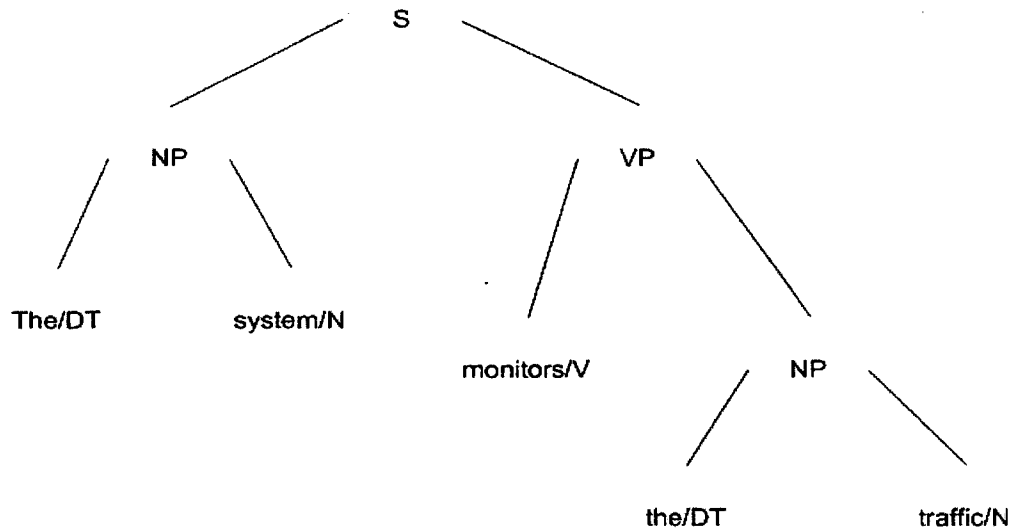 S
NP VP
The/DT system/N
monitors/V NP
the/DT traffic/N